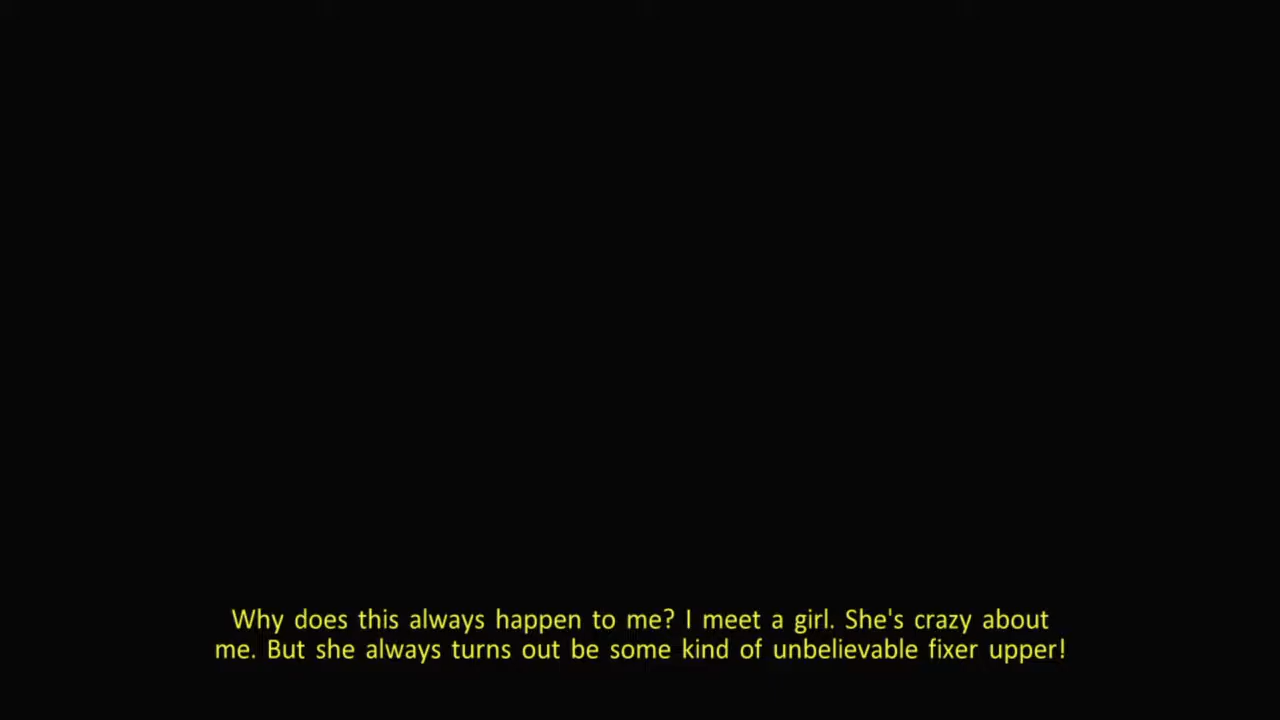 Why does this always happen to me? I meet a girl. She's crazy about
me. But she always turns out be some kind of unbelievable fixer upper!